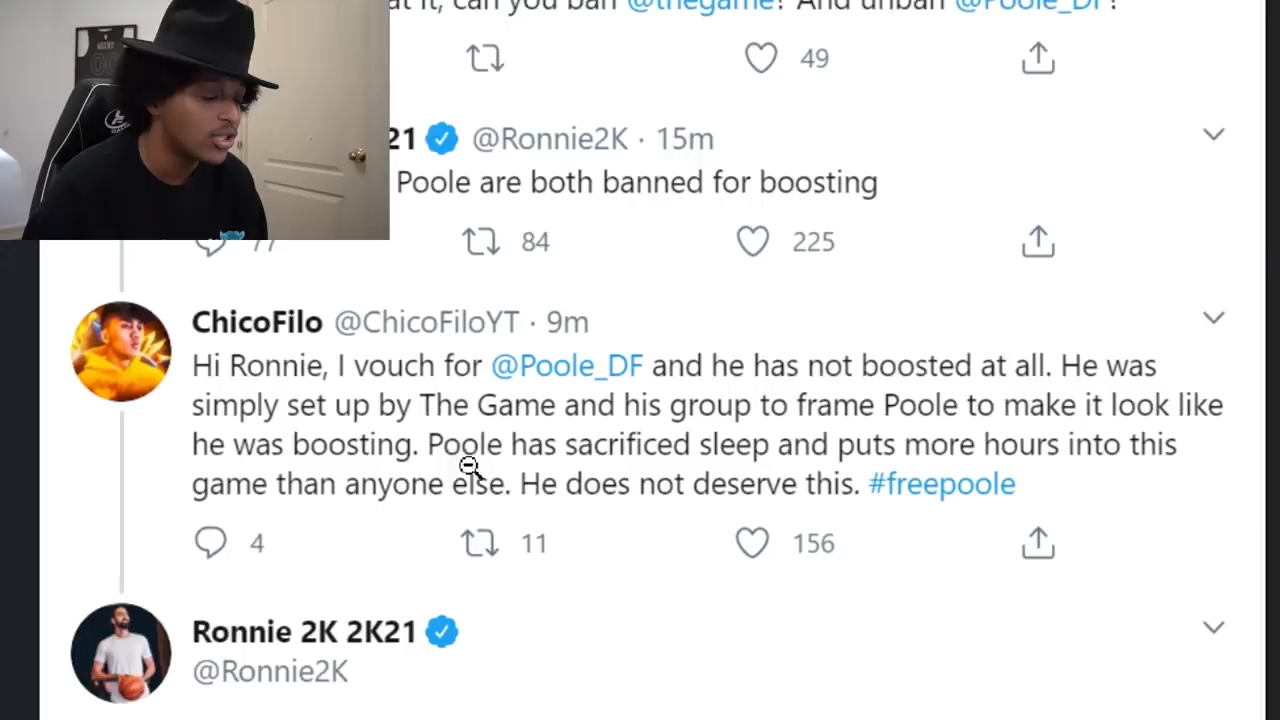 at it, can you ban @thegame? And unban @Poole_DF?
49
21 @Ronnie2K · 15m
Poole are both banned for boosting
77 84 225
ChicoFilo @ChicoFiloYT · 9m
Hi Ronnie, I vouch for @Poole_DF and he has not boosted at all. He was
simply set up by The Game and his group to frame Poole to make it look like
he was boosting. Poole has sacrificed sleep and puts more hours into this
game than anyone else. He does not deserve this. #freepoole
4 11 156
Ronnie 2K 2K21
@Ronnie2K